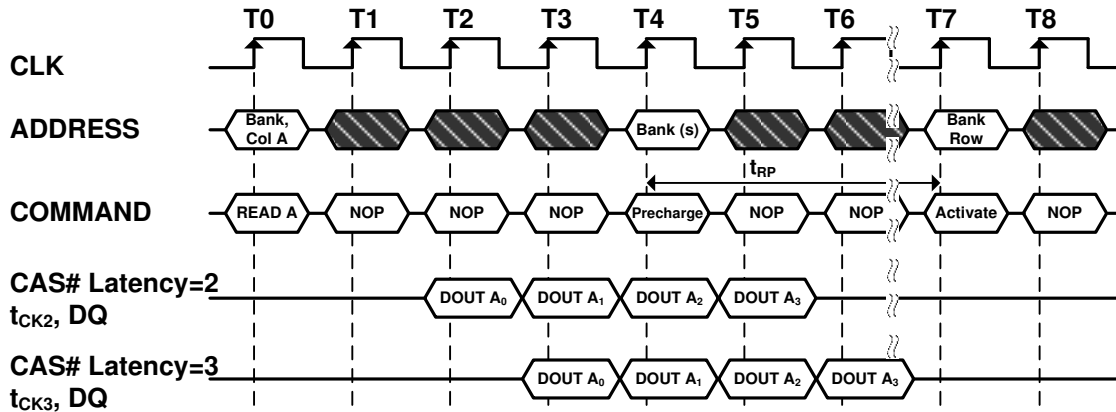 T0 T1 T2 T3 T4 T5 T6 T7 T8
CLK
ADDRESS
Bank,
Col A
Bank (s)
Bank
Row
tRP
COMMAND
READ A NOP NOP NOP Precharge NOP NOP Activate NOP
CAS# Latency=2
tCK2, DQ
DOUT A0 DOUT A1 DOUT A2 DOUT A3
CAS# Latency=3
tCK3, DQ
DOUT A0 DOUT A1 DOUT A2 DOUT A3